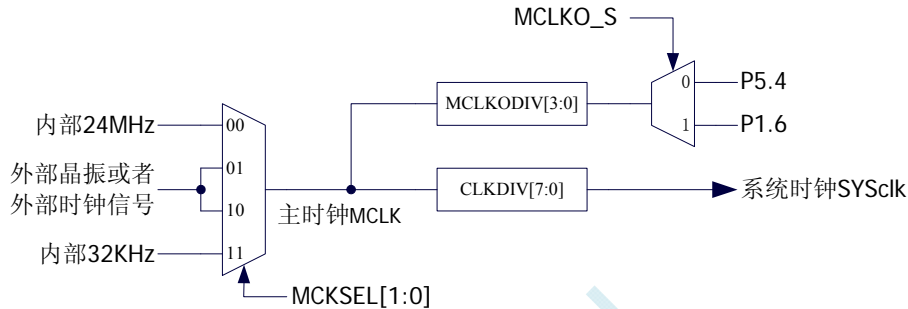 MCLKO_S
MCLKODIV[3:0]
0
P5.4
1
P1.6
内部24MHz
00
外部晶振或者
外部时钟信号
01
10
内部32KHz
11
主时钟MCLK
CLKDIV[7:0]
系统时钟SYSclk
MCKSEL[1:0]